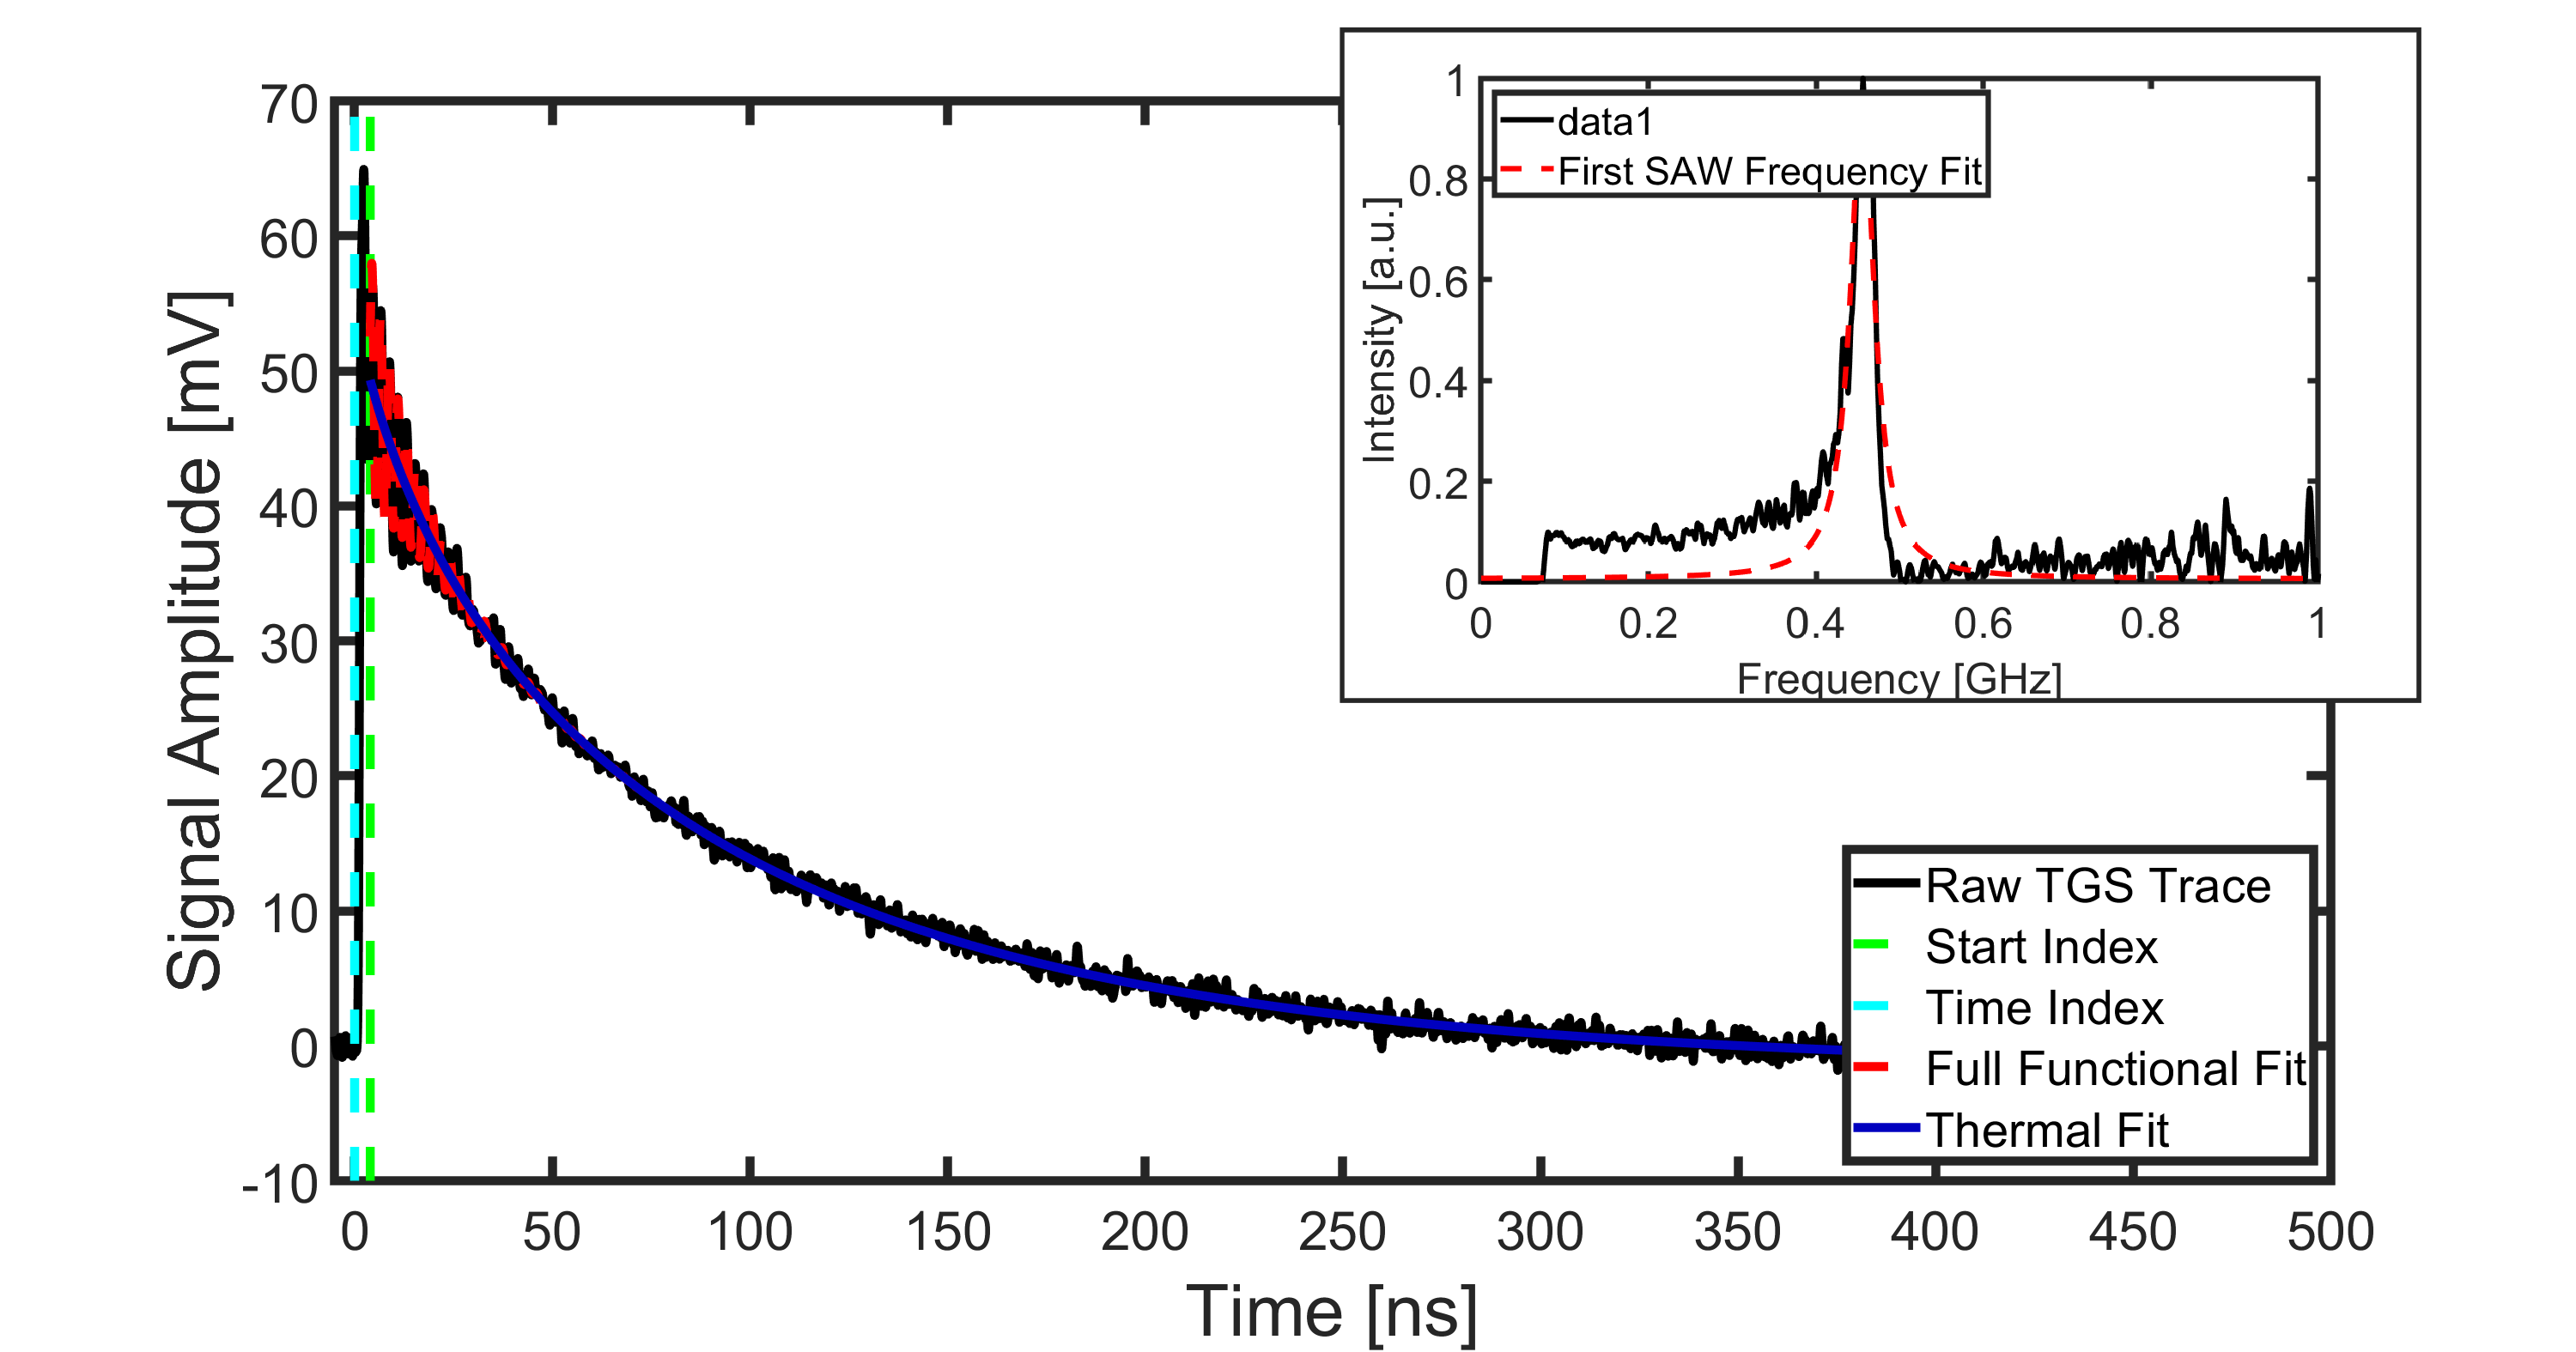 1
data1
First SAW Frequency Fit
0.8
0.6
0.4
0.2
0
Intensity [a.u.]
0 0.2 0.4 0.6 0.8 1
Frequency [GHz]
70
60
50
40
30
20
10
0
-10
Signal Amplitude [mV]
Raw TGS Trace
Start Index
Time Index
Full Functional Fit
Thermal Fit
0 50 100 150 200 250 300 350 400 450 500
Time [ns]